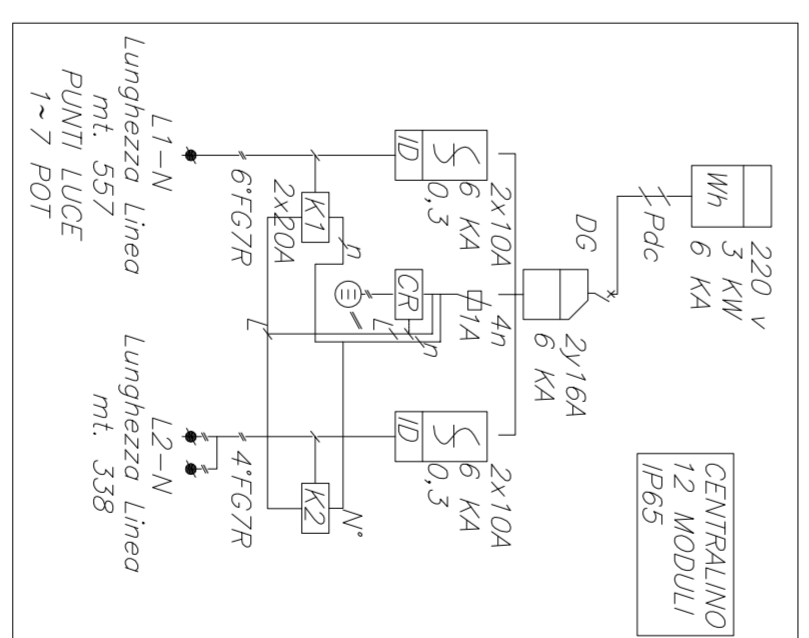 220 v
3 KW
6 KA
Wh
Pdc
DG
2y16A
6 KA
CENTRALINO
12 MODULI
IP65
2x10A
6 KA
0,3
ID
4n
1A
2x10A
6 KA
0,3
ID
K1
2x20A
n
CR
L
n
L
K2
N°
6°FG7R
4°FG7R
L1-N
Lunghezza Linea
mt. 557
PUNTI LUCE
1~7 POT
L2-N
Lunghezza Linea
mt. 338